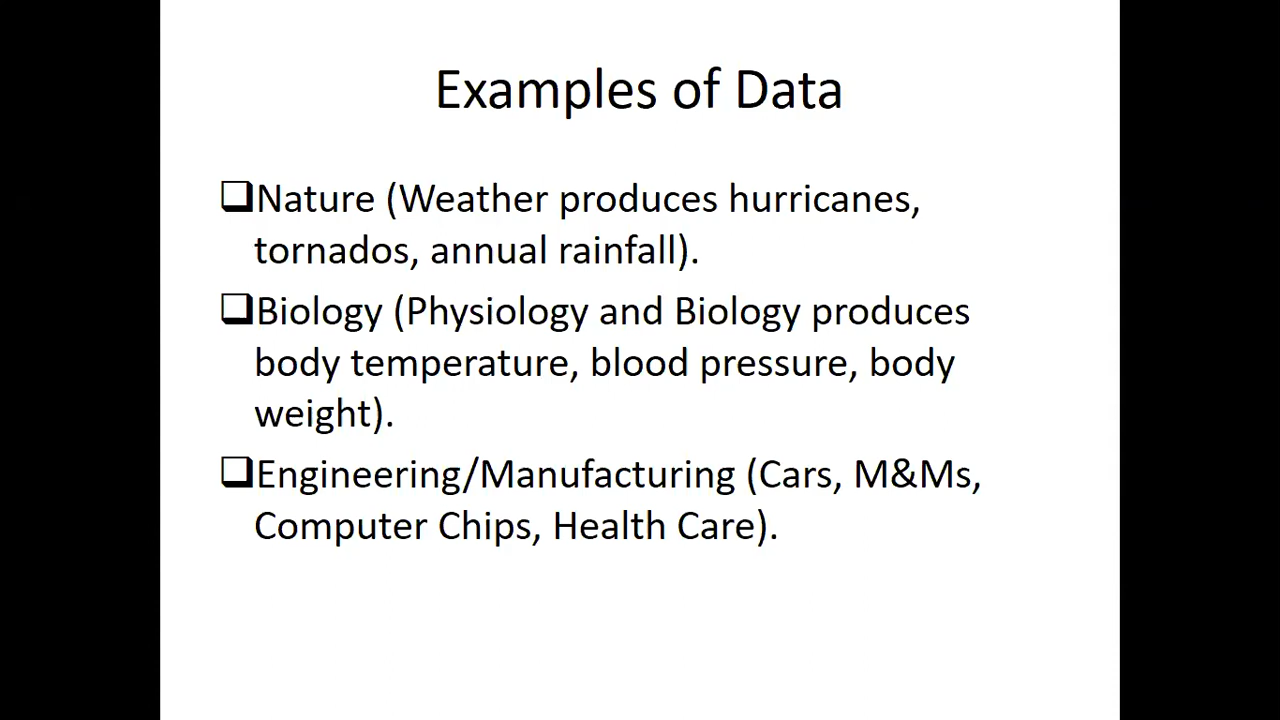 Examples of Data
❑Nature (Weather produces hurricanes,
tornados, annual rainfall).
❑Biology (Physiology and Biology produces
body temperature, blood pressure, body
weight).
❑Engineering/Manufacturing (Cars, M&Ms,
Computer Chips, Health Care).